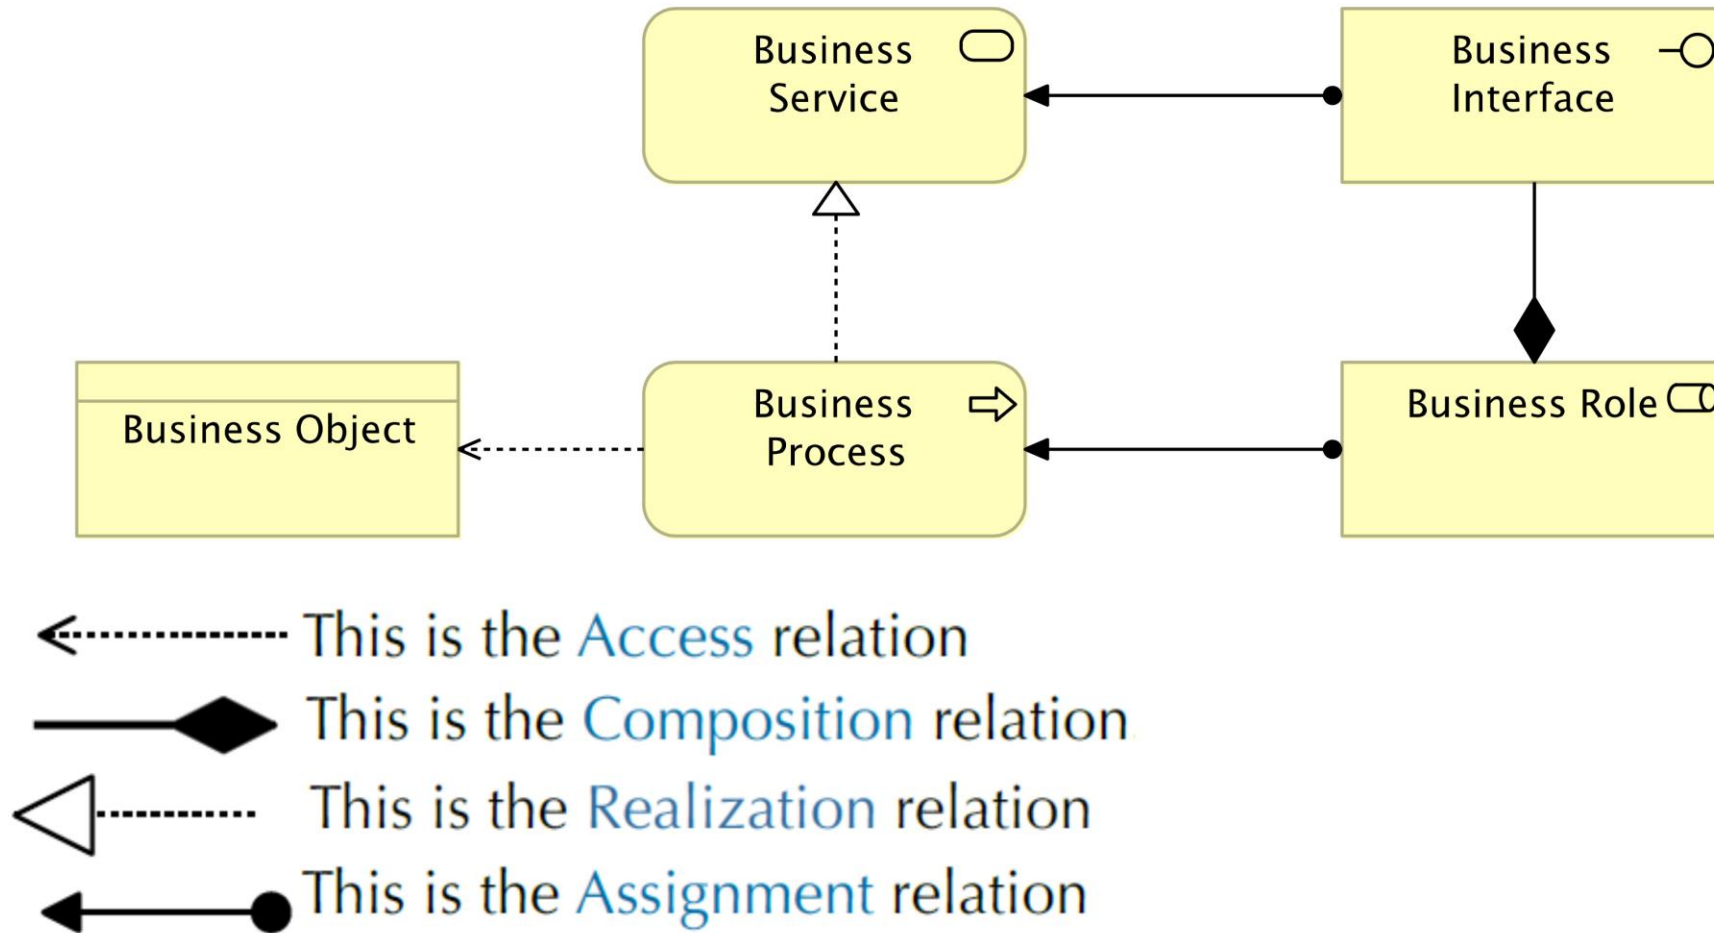 Business
Service
Business
Interface
Business Object
Business
Process
Business Role
This is the Access relation
This is the Composition relation
This is the Realization relation
This is the Assignment relation